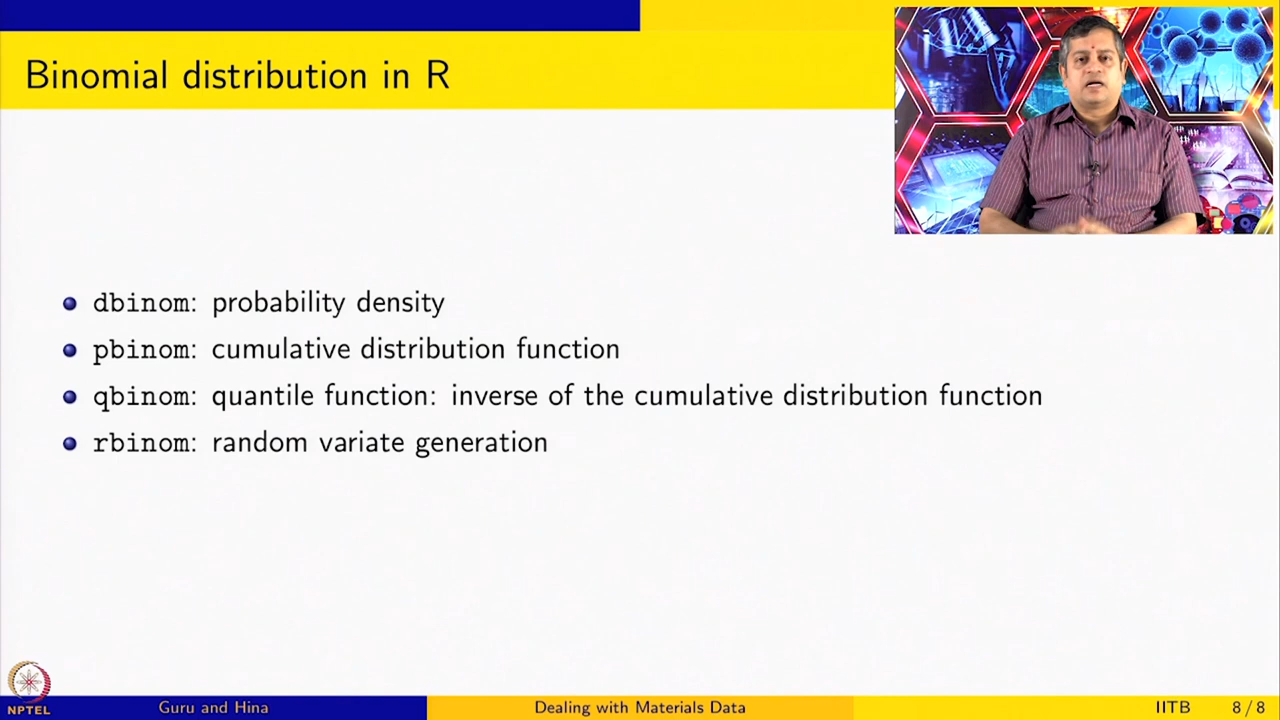 Binomial distribution in R
dbinom: probability density
pbinom: cumulative distribution function
qbinom: quantile function: inverse of the cumulative distribution function
rbinom: random variate generation
NPTEL
Guru and Hina
Dealing with Materials Data
IITB
8 / 8